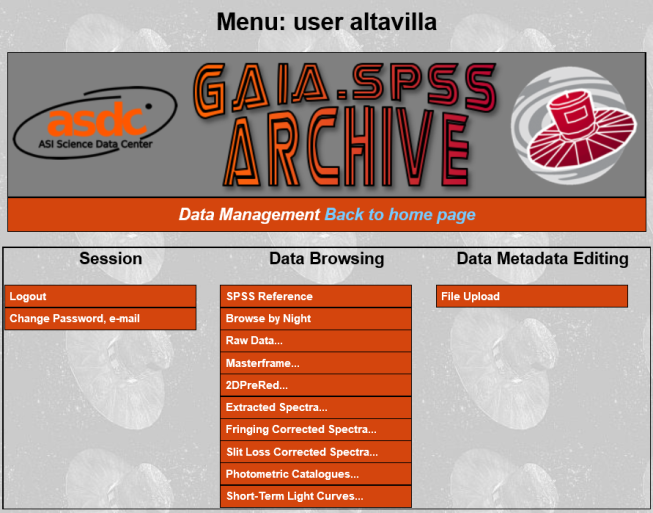 Menu: user altavilla
asdc
ASI Science Data Center
GAIA.SPSS
ARCHIVE
Data Management Back to home page
Session
Data Browsing
Data Metadata Editing
Logout
Change Password, e-mail
SPSS Reference
Browse by Night
Raw Data...
Masterframe...
2DPreRed...
Extracted Spectra...
Fringing Corrected Spectra...
Slit Loss Corrected Spectra...
Photometric Catalogues...
Short-Term Light Curves...
File Upload